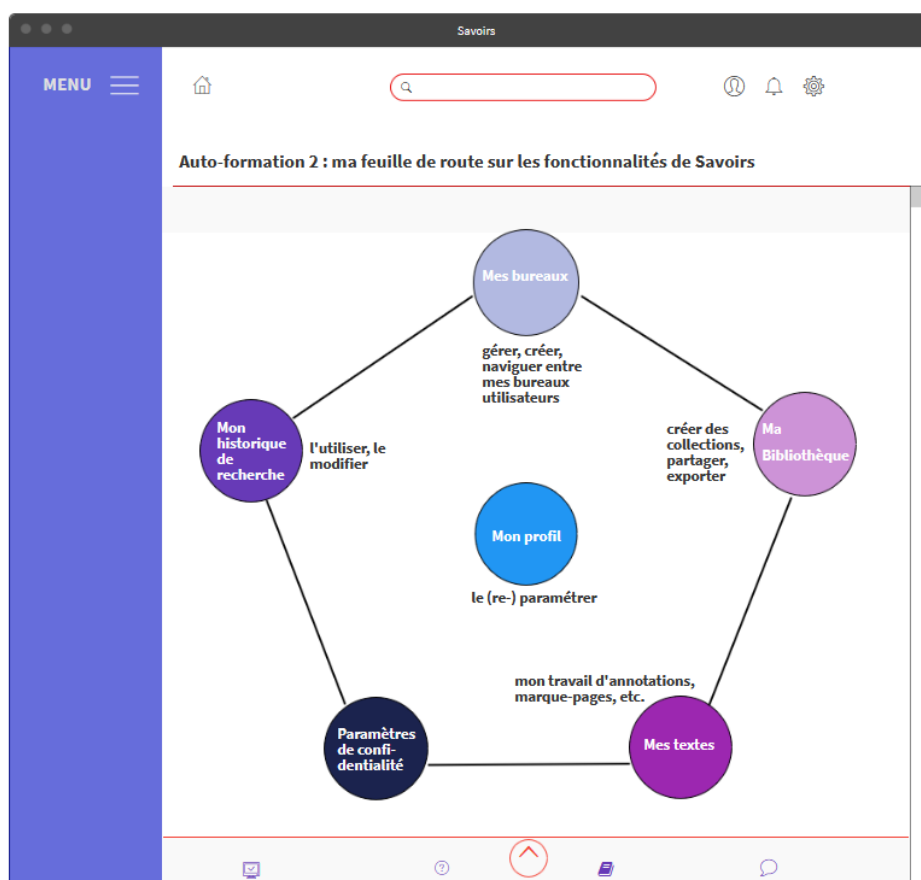 Savoirs
MENU
Auto-formation 2 : ma feuille de route sur les fonctionnalités de Savoirs
Mes bureaux
gérer, créer,
naviguer entre
mes bureaux
utilisateurs
Mon
historique
de
recherche
l'utiliser, le
modifier
créer des
collections,
partager,
exporter
Ma
Bibliothèque
Mon profil
le (re-) paramétrer
mon travail d'annotations,
marque-pages, etc.
Paramètres
de confi-
dentialité
Mes textes